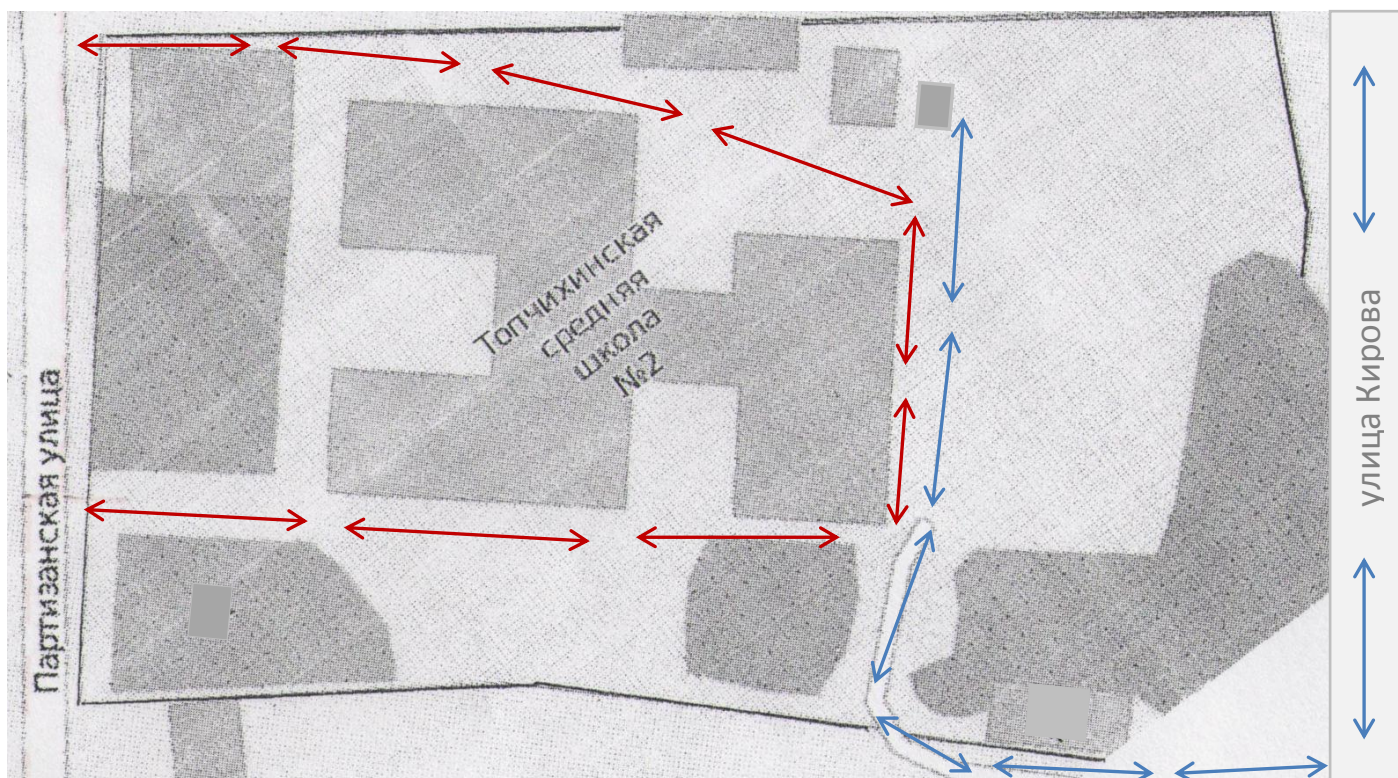 Топчихинская
средняя
школа
№2
Партизанская улица
улица Кирова